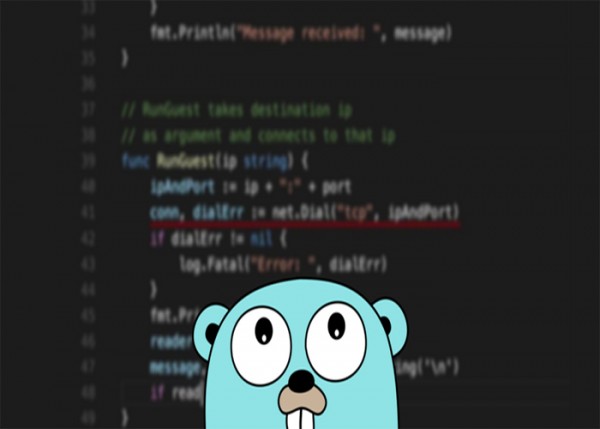 33 }
34 fmt.Println("Message received: ", message)
35 }
36
37 // RunGuest takes destination ip
38 // as argument and connects to that ip
39 func RunGuest(ip string) {
40 ipAndPort := ip + ":" + port
41 conn, dialErr := net.Dial("tcp", ipAndPort)
42 if dialErr != nil {
43 log.Fatal("Error: ", dialErr)
44 }
45 fmt.Pri
46 reade
47 message, ing('\n')
48 if read
49 }